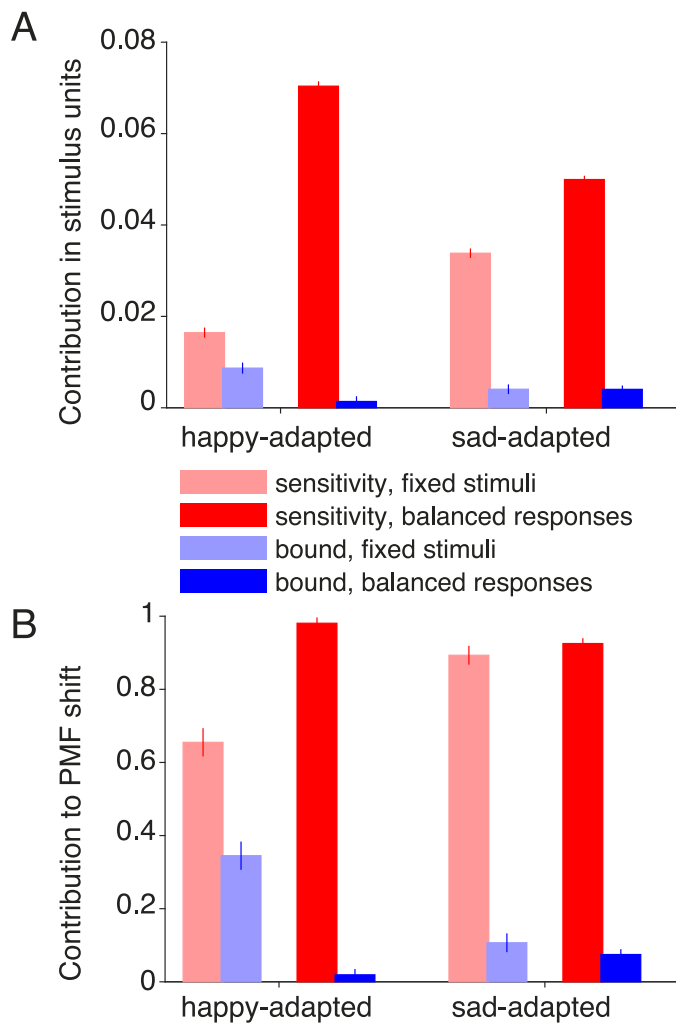 A
Contribution in stimulus units
0.08
0.06
0.04
0.02
0
happy-adapted
sad-adapted
sensitivity, fixed stimuli
sensitivity, balanced responses
bound, fixed stimuli
bound, balanced responses
B
Contribution to PMF shift
1
0.8
0.6
0.4
0.2
0
happy-adapted
sad-adapted